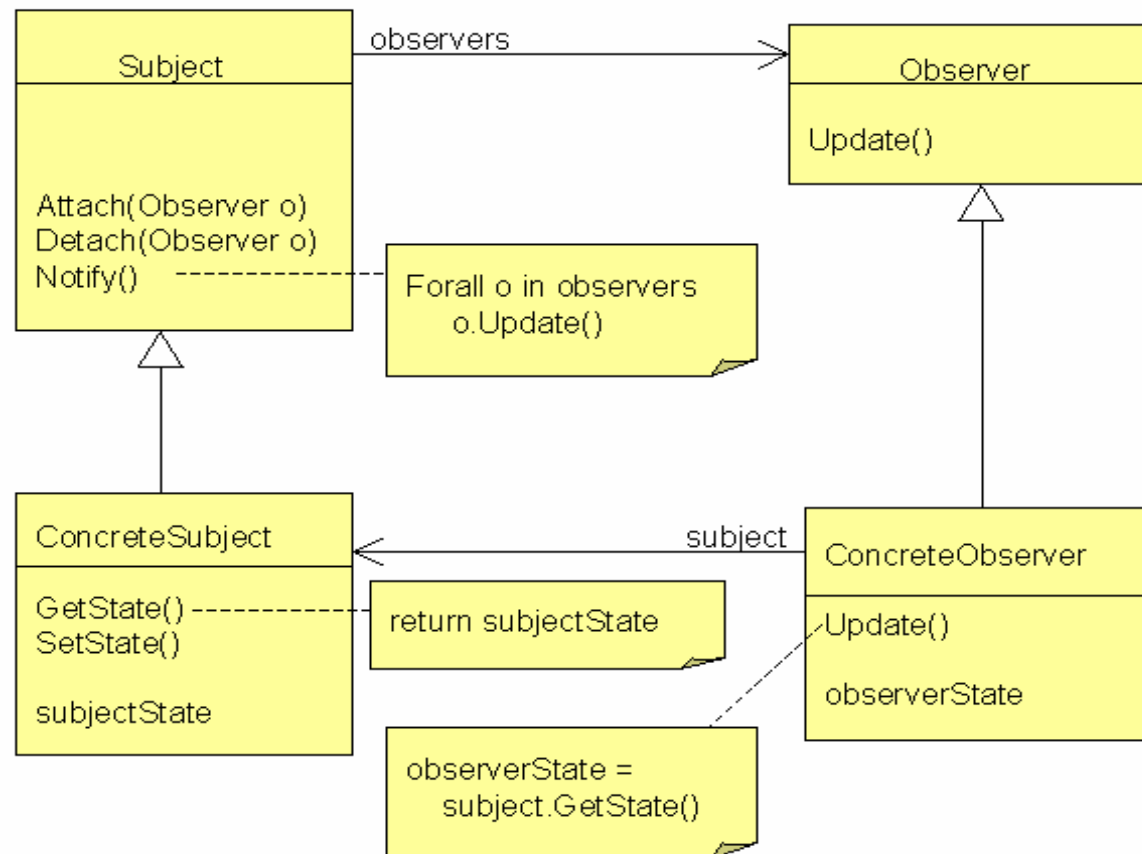 observers
Subject
Observer
Update()
Attach(Observer o)
Detach(Observer o)
Notify()
Forall o in observers
o.Update()
ConcreteSubject
subject
ConcreteObserver
GetState()
SetState()
subjectState
return subjectState
Update()
observerState
observerState =
subject.GetState()